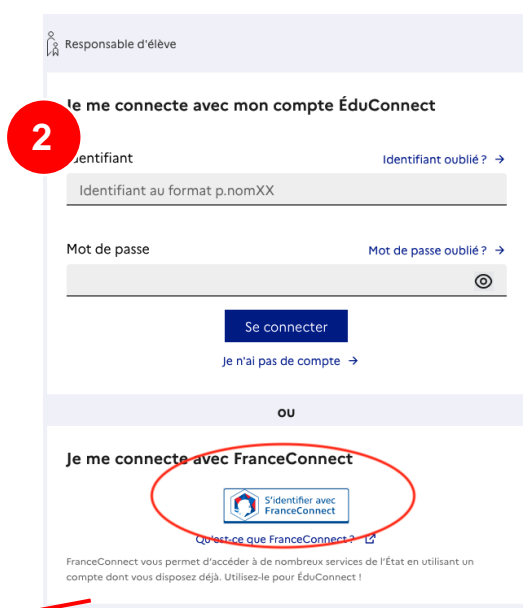 Responsable d'élève
Je me connecte avec mon compte ÉduConnect
2
Identifiant
Identifiant oublié ? →
Identifiant au format p.nomXX
Mot de passe
Mot de passe oublié ? →
Se connecter
Je n'ai pas de compte →
ou
Je me connecte avec FranceConnect
S'identifier avec
FranceConnect
Qu'est-ce que FranceConnect ?
FranceConnect vous permet d'accéder à de nombreux services de l'État en utilisant un
compte dont vous disposez déjà. Utilisez-le pour ÉduConnect !